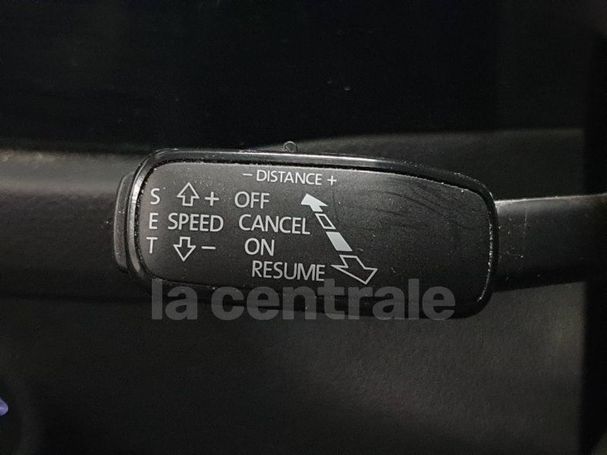 − DISTANCE +
S + OFF
E SPEED CANCEL
T − ON
RESUME
la centrale